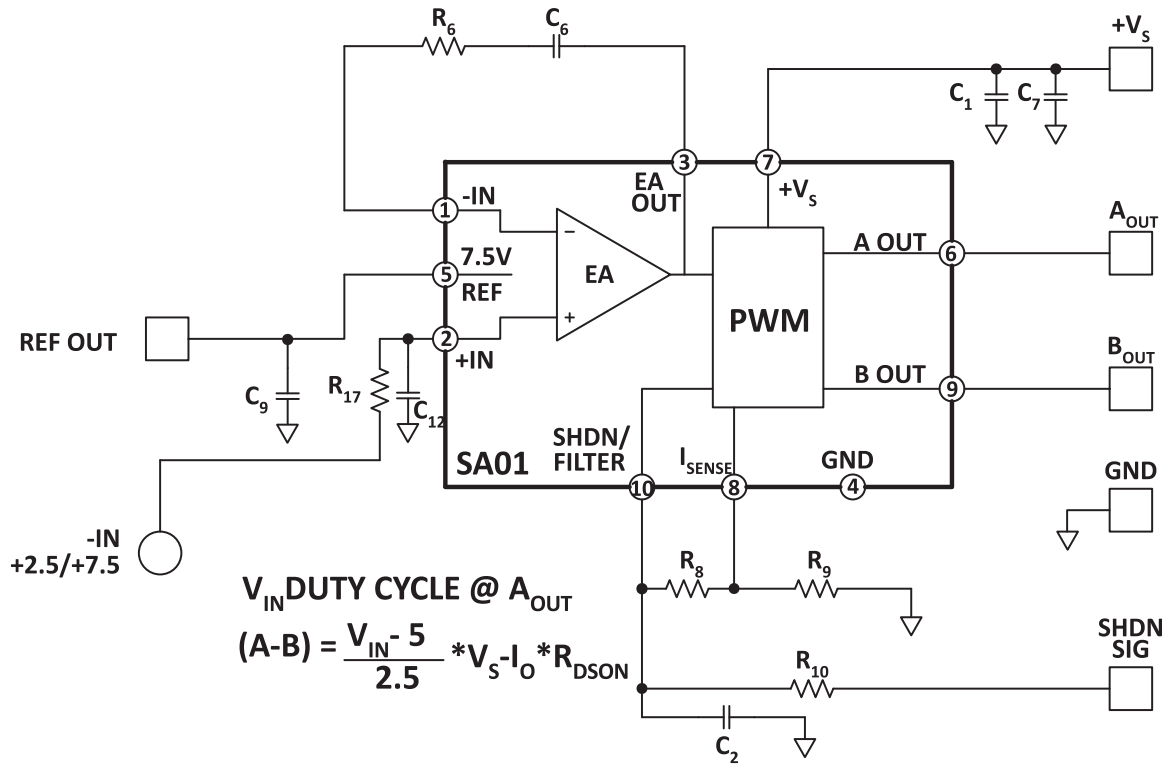 R6
C6
+VS
C1
C7
3
7
EA
OUT
+VS
-IN
1
7.5V
5
REF
EA
2
+IN
PWM
A OUT
6
AOUT
B OUT
9
BOUT
REF OUT
C9
R17
C12
SHDN/
FILTER
ISENSE
GND
SA01
10
8
4
GND
-IN
+2.5/+7.5
R8
R9
VIN DUTY CYCLE @ AOUT
(A-B) = VIN - 5 / 2.5 *VS-IO*RDSON
R10
SHDN
SIG
C2